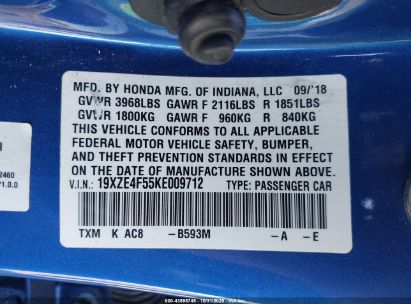 MFD. BY HONDA MFG. OF INDIANA, LLC 09/'18
GVWR 3968LBS GAWR F 2116LBS R 1851LBS
GVWR 1800KG GAWR F 960KG R 840KG
THIS VEHICLE CONFORMS TO ALL APPLICABLE
FEDERAL MOTOR VEHICLE SAFETY, BUMPER,
AND THEFT PREVENTION STANDARDS IN EFFECT
ON THE DATE OF MANUFACTURE SHOWN ABOVE.
V.I.N.: 19XZE4F55KE009712 TYPE: PASSENGER CAR
TXM K AC8 -B593M -A -E
2460